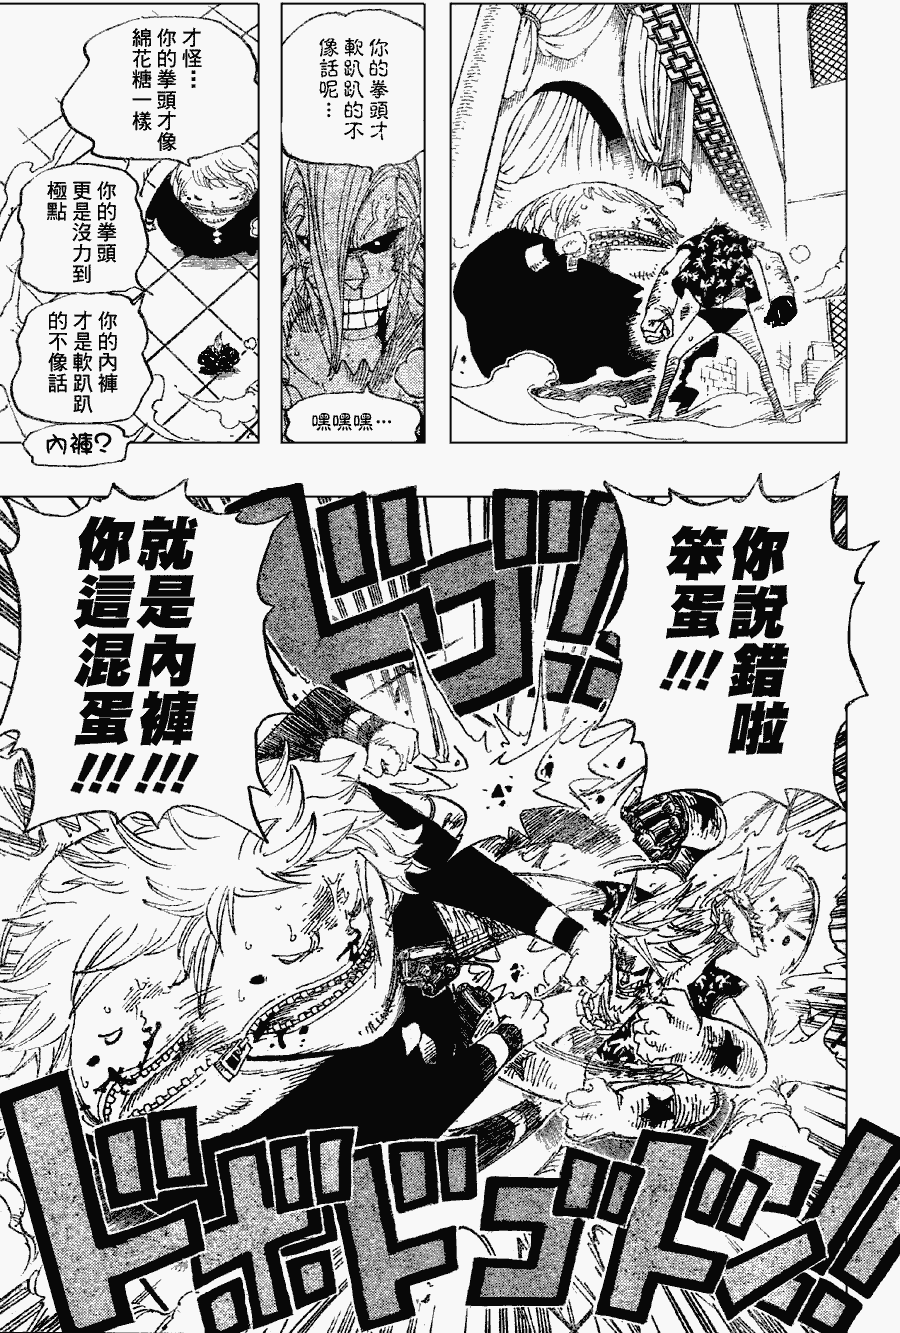 你的拳頭才
軟趴趴的不
像話呢…
嘿嘿嘿…
才怪…
你的拳頭才像
綿花糖一樣
你的拳頭
更是沒力到
極點
你的內褲
才是軟趴趴
的不像話
內褲?
你說錯啦
笨蛋!!!
ドゴ!!
就是內褲!!!
你這混蛋!!!
ドボドゴドン!!